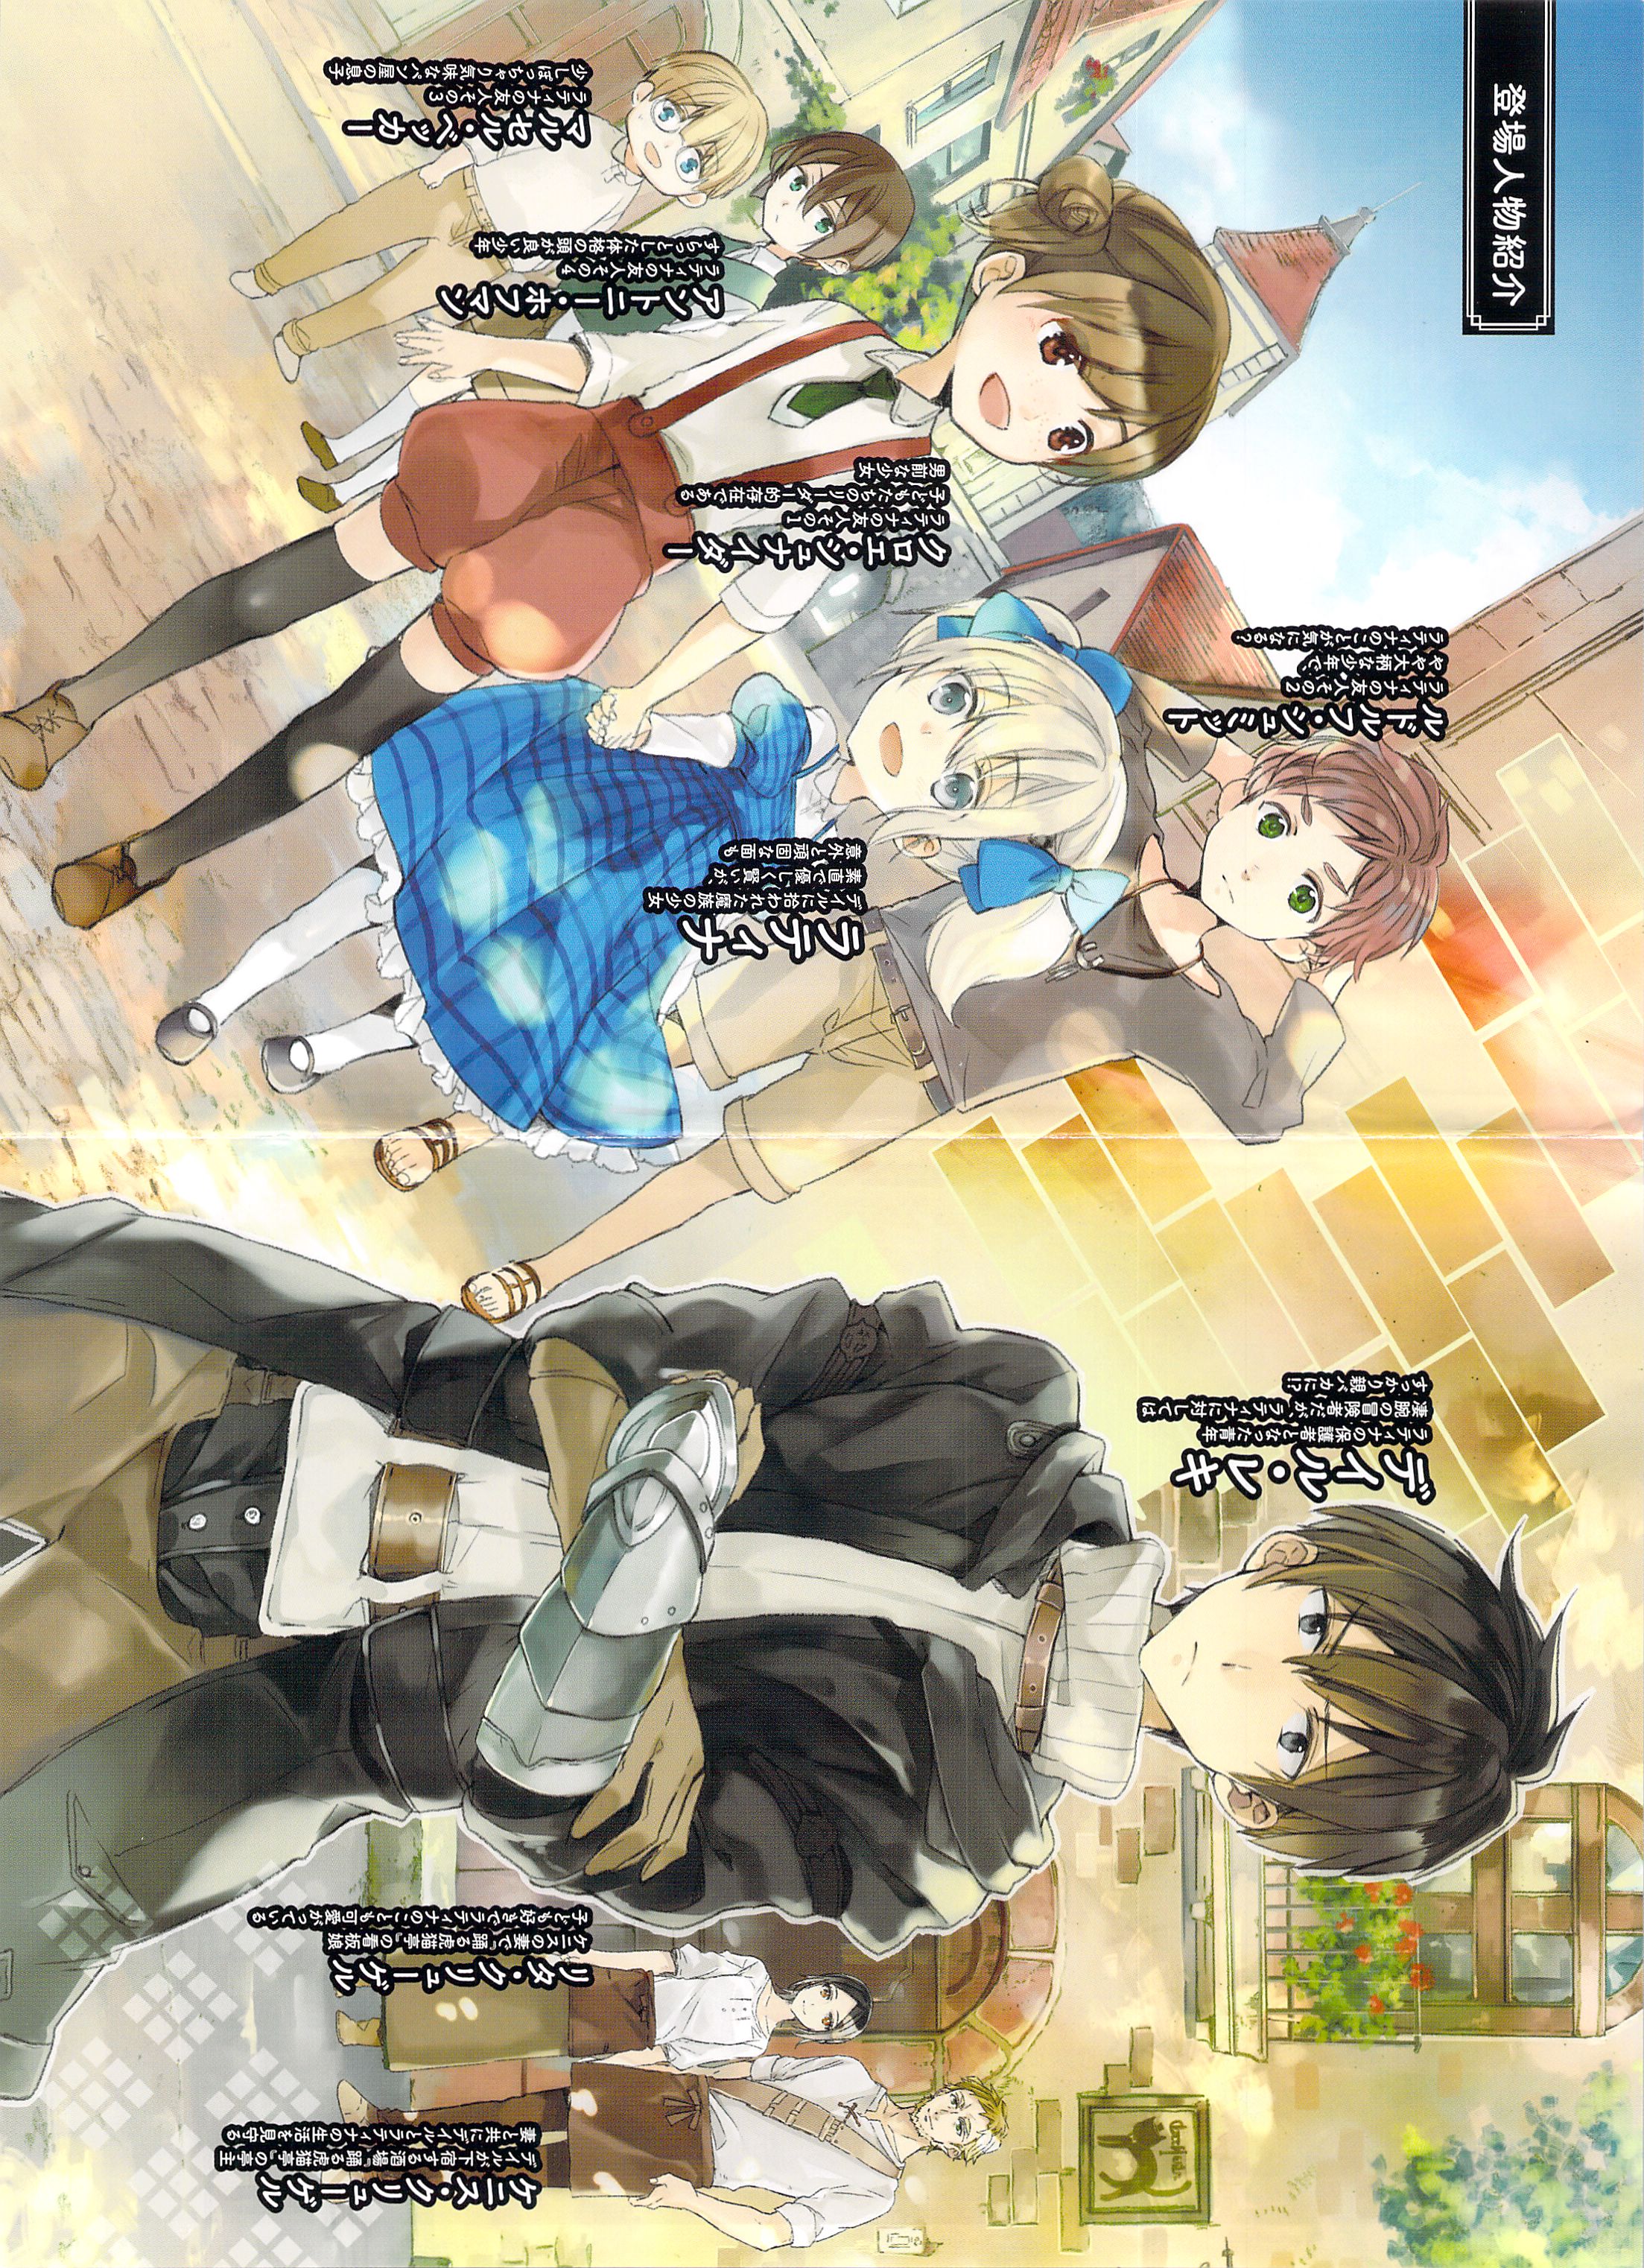 登場人物紹介
マルセル・ベッカー
ラティナの友人その3
少しぽっちゃり気味なパン屋の息子
アントニー・ホフマン
ラティナの友人その4
すらっとした体格の頭が良い少年
クロエ・シュナイダー
ラティナの友人その1
子どもたちのリーダー的存在である
男前な少女
ルドルフ・シュミット
ラティナの友人その2
やや大柄な少年で、
ラティナのことが気になる?
ラティナ
デイルに拾われた魔族の少女
素直で優しく賢いが、
意外と頑固な面も
デイル・レキ
ラティナの保護者となった青年
凄腕の冒険者だが、ラティナに対しては
すっかり親バカに!?
リタ・クリューゲル
ケニスの妻で『踊る虎猫亭』の看板娘
子ども好きでラティナのことも可愛がっている
ケニス・クリューゲル
デイルが下宿する酒場『踊る虎猫亭』の亭主
妻と共にデイルとラティナの生活を見守る